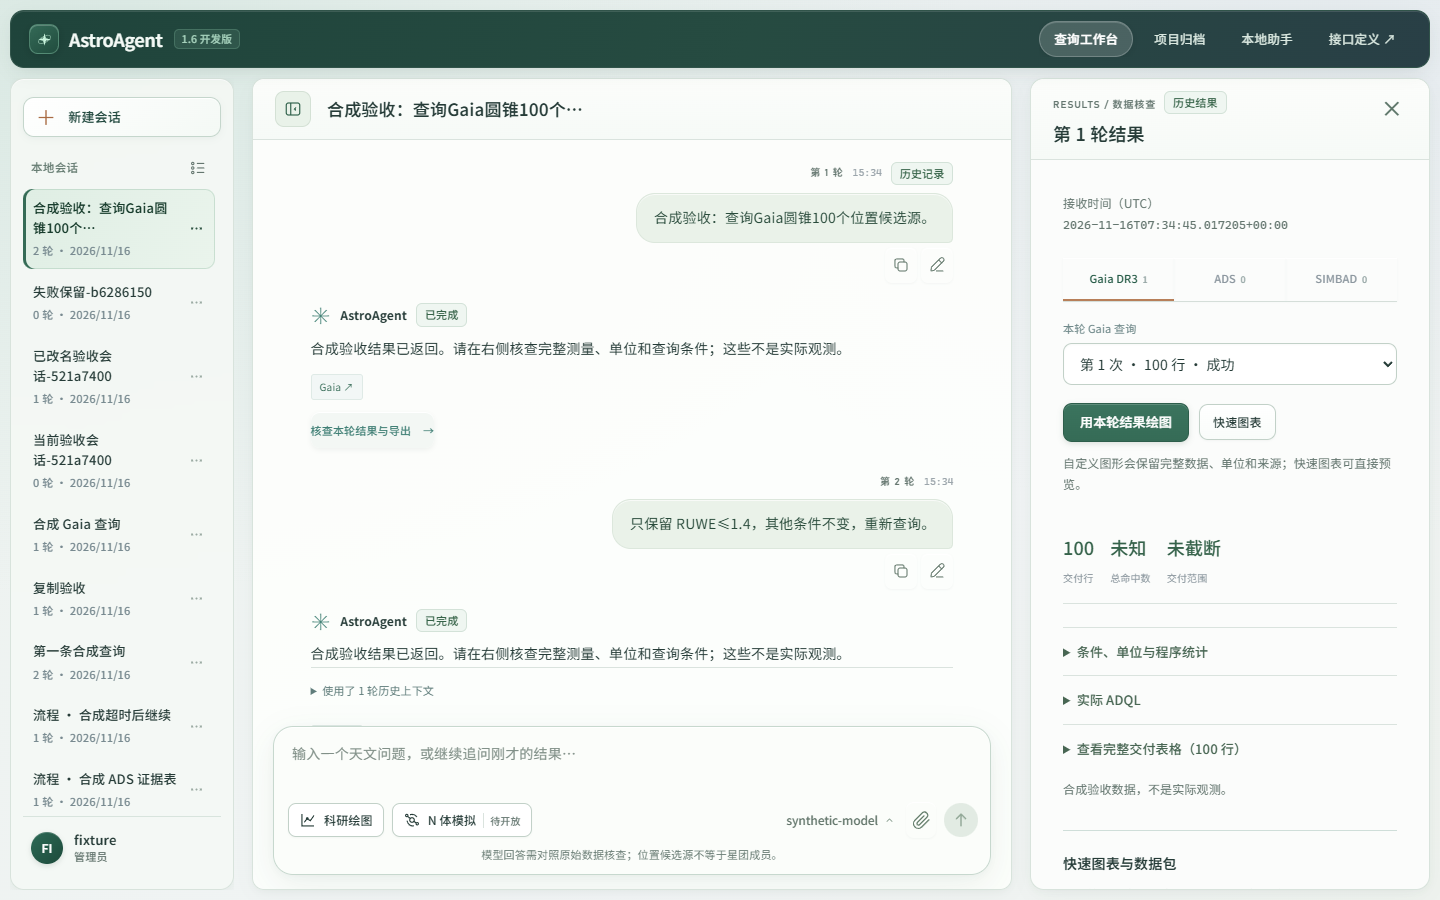 AstroAgent
1.6 开发版
查询工作台
项目归档
本地助手
接口定义 ↗
新建会话
本地会话
合成验收：查询Gaia圆
锥100个…
2 轮 · 2026/11/16
失败保留-b6286150
0 轮 · 2026/11/16
已改名验收会
话-521a7400
1 轮 · 2026/11/16
当前验收会
话-521a7400
0 轮 · 2026/11/16
合成 Gaia 查询
1 轮 · 2026/11/16
复制验收
1 轮 · 2026/11/16
第一条合成查询
2 轮 · 2026/11/16
流程 · 合成超时后继续
1 轮 · 2026/11/16
流程 · 合成 ADS 证据表
1 轮 · 2026/11/16
FI
fixture
管理员
合成验收：查询Gaia圆锥100个…
第 1 轮 15:34 历史记录
合成验收：查询Gaia圆锥100个位置候选源。
AstroAgent 已完成
合成验收结果已返回。请在右侧核查完整测量、单位和查询条件；这些不是实际观测。
Gaia ↗
核查本轮结果与导出 →
第 2 轮 15:34
只保留 RUWE≤1.4，其他条件不变，重新查询。
AstroAgent 已完成
合成验收结果已返回。请在右侧核查完整测量、单位和查询条件；这些不是实际观测。
▶ 使用了 1 轮历史上下文
输入一个天文问题，或继续追问刚才的结果…
科研绘图
N 体模拟 待开放
synthetic-model
模型回答需对照原始数据核查；位置候选源不等于星团成员。
RESULTS / 数据核查 历史结果
第 1 轮结果
接收时间（UTC）
2026-11-16T07:34:45.017205+00:00
Gaia DR3 1
ADS 0
SIMBAD 0
本轮 Gaia 查询
第 1 次 · 100 行 · 成功
用本轮结果绘图
快速图表
自定义图形会保留完整数据、单位和来源；快速图表可直接预
览。
100 未知 未截断
交付行 总命中数 交付范围
▶ 条件、单位与程序统计
▶ 实际 ADQL
▶ 查看完整交付表格（100 行）
合成验收数据，不是实际观测。
快速图表与数据包